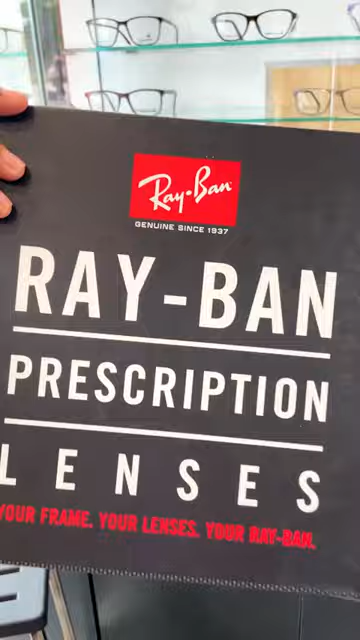 Ray-Ban
GENUINE SINCE 1937
RAY-BAN
PRESCRIPTION
LENSES
YOUR FRAME. YOUR LENSES. YOUR RAY-BAN.